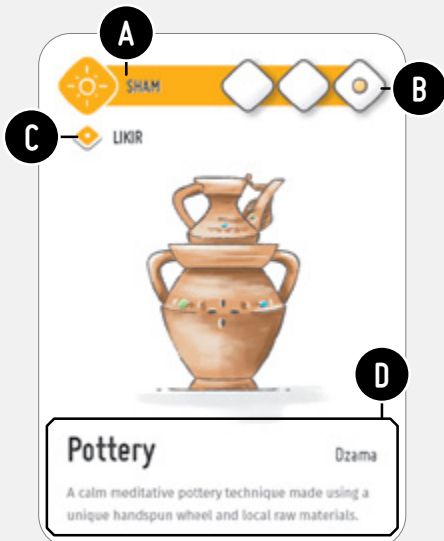 A
SHAM
B
C
LIKIR
D
Pottery Dzama
A calm meditative pottery technique made using a
unique handspun wheel and local raw materials.